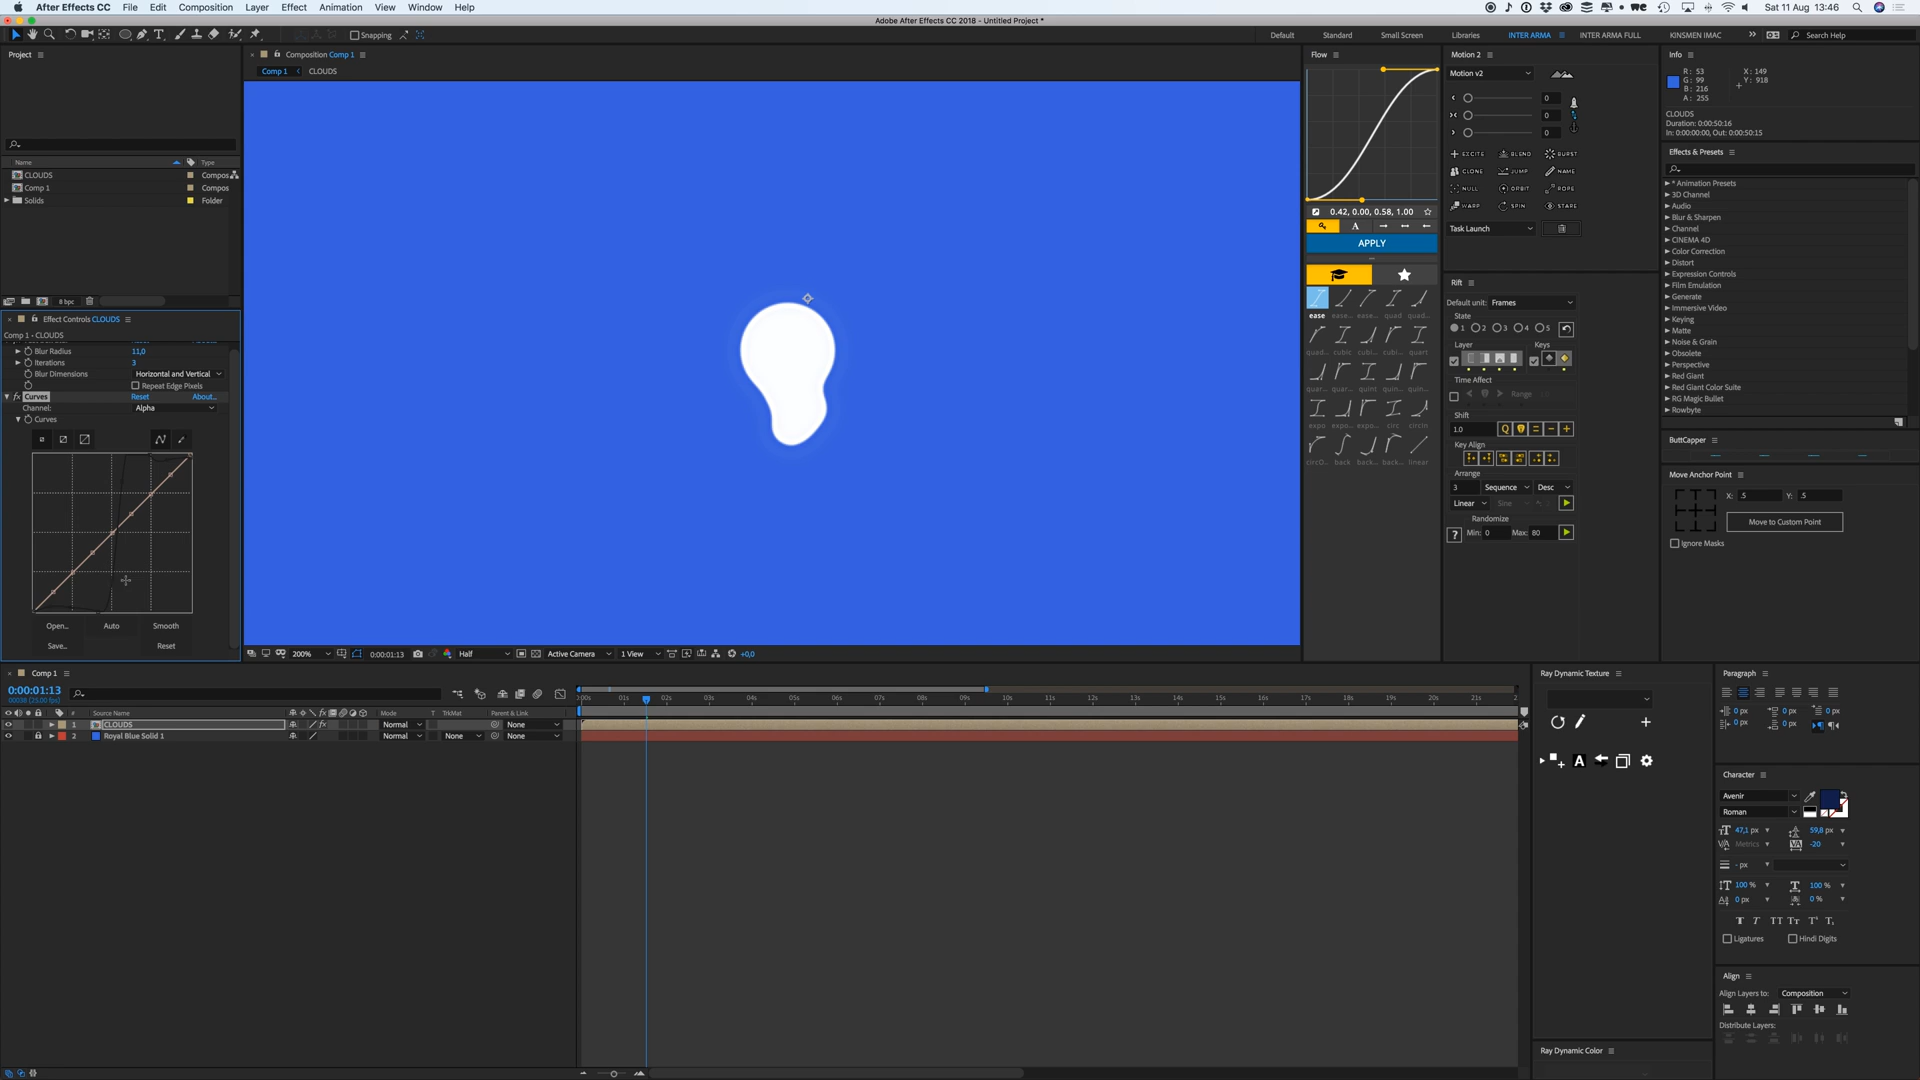 After Effects CC File Edit Composition Layer Effect Animation View Window Help
Sat 11 Aug 13:46
Adobe After Effects CC 2018 - Untitled Project *
Snapping
Default Standard Small Screen Libraries INTER ARMA INTER ARMA FULL KINSMEN IMAC Search Help
Project
Name Type
CLOUDS Compos
Comp 1 Compos
Solids Folder
8 bpc
Effect Controls CLOUDS
Comp 1 • CLOUDS
Blur Radius 11,0
Iterations 3
Blur Dimensions Horizontal and Vertical
Repeat Edge Pixels
fx Curves Reset About...
Channel: Alpha
Curves
Open... Auto Smooth
Save... Reset
Composition Comp 1
Comp 1 CLOUDS
200% 0:00:01:13 Half Active Camera 1 View +0,0
Flow
0.42, 0.00, 0.58, 1.00
A
APPLY
ease ease... ease... quad quad...
quad... cubic cubi... cubi... quart
quar... quar... quint quin... quin...
expo expo... expo... circ circIn
circO... back back... back... linear
Motion 2
Motion v2
0
0
0
EXCITE BLEND BURST
CLONE JUMP NAME
NULL ORBIT ROPE
WARP SPIN STARE
Task Launch
Rift
Default unit: Frames
State
1 2 3 4 5
Layer Keys
Time Affect
Range
Shift
1.0
Key Align
Arrange
3 Sequence Desc
Linear Sine
Randomize
? Min: 0 Max: 80
Info
R: 53 X: 149
G: 99 Y: 918
B: 216
A: 255
CLOUDS
Duration: 0:00:50:16
In: 0:00:00:00, Out: 0:00:50:15
Effects & Presets
* Animation Presets
3D Channel
Audio
Blur & Sharpen
Channel
CINEMA 4D
Color Correction
Distort
Expression Controls
Film Emulation
Generate
Immersive Video
Keying
Matte
Noise & Grain
Obsolete
Perspective
Red Giant
Red Giant Color Suite
RG Magic Bullet
Rowbyte
ButtCapper
Move Anchor Point
X: .5 Y: .5
Move to Custom Point
Ignore Masks
Comp 1
0:00:01:13
00038 (25.00 fps)
# Source Name Mode T TrkMat Parent & Link
1 CLOUDS Normal None
2 Royal Blue Solid 1 Normal None None
:00s 01s 02s 03s 04s 05s 06s 07s 08s 09s 10s 11s 12s 13s 14s 15s 16s 17s 18s 19s 20s 21s 2
Ray Dynamic Texture
A
Ray Dynamic Color
Paragraph
0 px 0 px 0 px
0 px 0 px
Character
Avenir
Roman
47,1 px 59,8 px
Metrics -20
- px
100 % 100 %
0 px 0 %
Ligatures Hindi Digits
Align
Align Layers to: Composition
Distribute Layers: